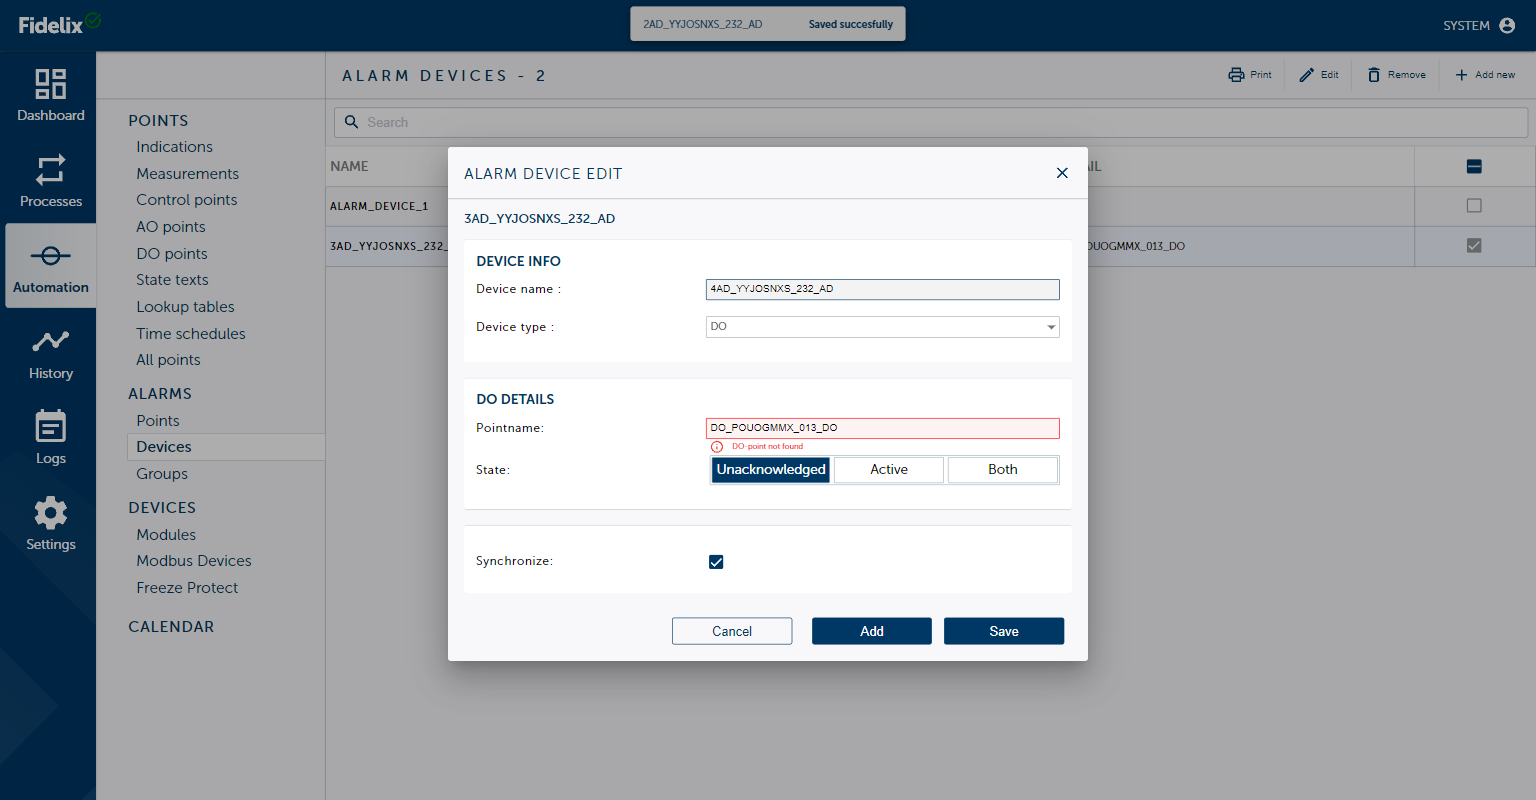 Fidelix
2AD_YYJOSNXS_232_AD Saved succesfully
SYSTEM
Dashboard
Processes
Automation
History
Logs
Settings
POINTS
Indications
Measurements
Control points
AO points
DO points
State texts
Lookup tables
Time schedules
All points
ALARMS
Points
Devices
Groups
DEVICES
Modules
Modbus Devices
Freeze Protect
CALENDAR
ALARM DEVICES - 2
Print Edit Remove Add new
Search
NAME
ALARM_DEVICE_1
3AD_YYJOSNXS_232_
ALARM DEVICE EDIT
3AD_YYJOSNXS_232_AD
DEVICE INFO
Device name : 4AD_YYJOSNXS_232_AD
Device type : DO
DO DETAILS
Pointname: DO_POUOGMMX_013_DO
DO-point not found
State: Unacknowledged Active Both
Synchronize:
Cancel Add Save